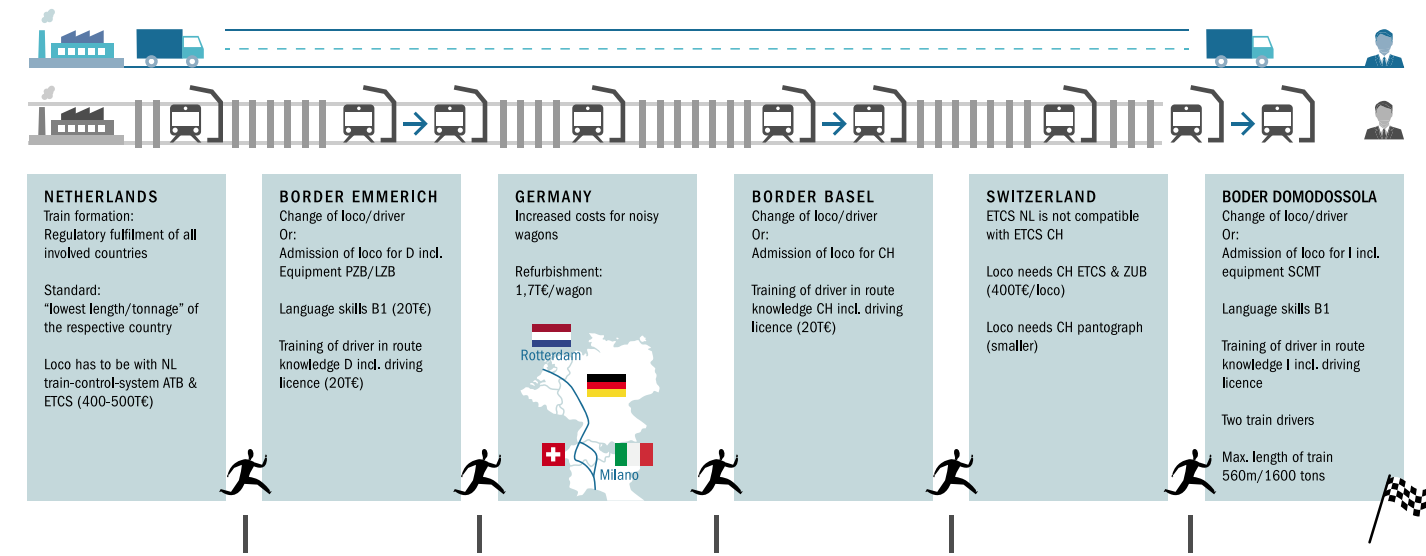 NETHERLANDS
Train formation:
Regulatory fulfilment of all
involved countries
Standard:
“lowest length/tonnage” of
the respective country
Loco has to be with NL
train-control-system ATB &
ETCS (400-500T€)
BORDER EMMERICH
Change of loco/driver
Or:
Admission of loco for D incl.
Equipment PZB/LZB
Language skills B1 (20T€)
Training of driver in route
knowledge D incl. driving
licence (20T€)
GERMANY
Increased costs for noisy
wagons
Refurbishment:
1,7T€/wagon
Rotterdam
Milano
BORDER BASEL
Change of loco/driver
Or:
Admission of loco for CH
Training of driver in route
knowledge CH incl. driving
licence (20T€)
SWITZERLAND
ETCS NL is not compatible
with ETCS CH
Loco needs CH ETCS & ZUB
(400T€/loco)
Loco needs CH pantograph
(smaller)
BODER DOMODOSSOLA
Change of loco/driver
Or:
Admission of loco for I incl.
equipment SCMT
Language skills B1
Training of driver in route
knowledge I incl. driving
licence
Two train drivers
Max. length of train
560m/1600 tons